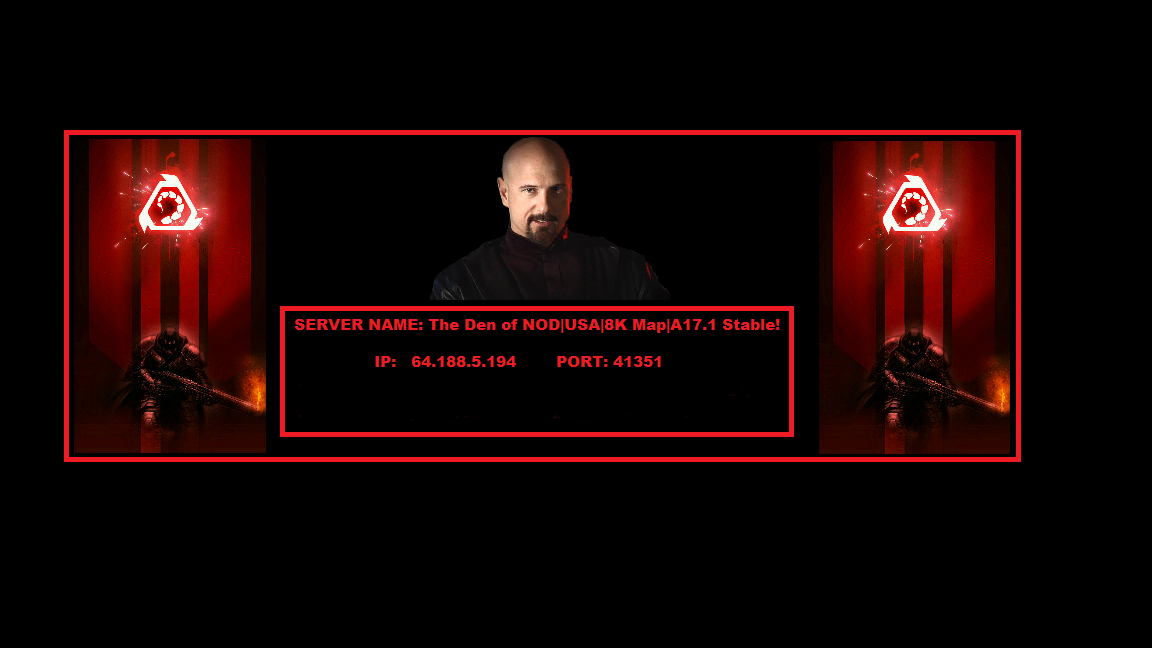 SERVER NAME: The Den of NOD|USA|8K Map|A17.1 Stable!
IP: 64.188.5.194 PORT: 41351